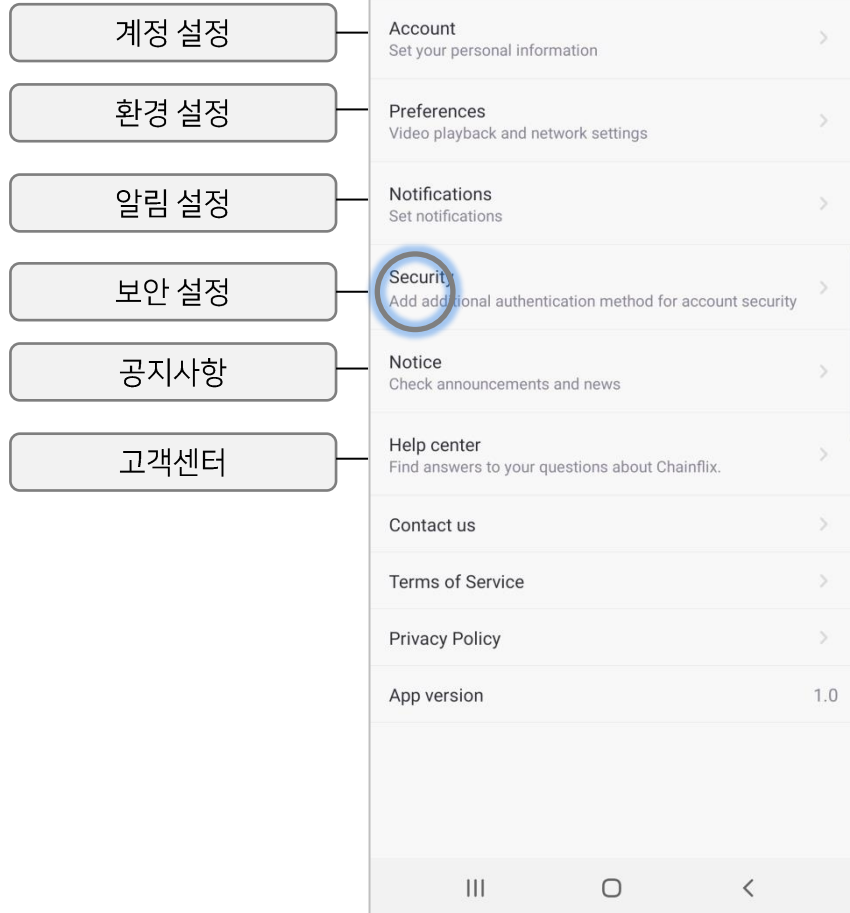 계정 설정
Account
Set your personal information
환경 설정
Preferences
Video playback and network settings
알림 설정
Notifications
Set notifications
보안 설정
Security
Add additional authentication method for account security
공지사항
Notice
Check announcements and news
고객센터
Help center
Find answers to your questions about Chainflix.
Contact us
Terms of Service
Privacy Policy
App version 1.0